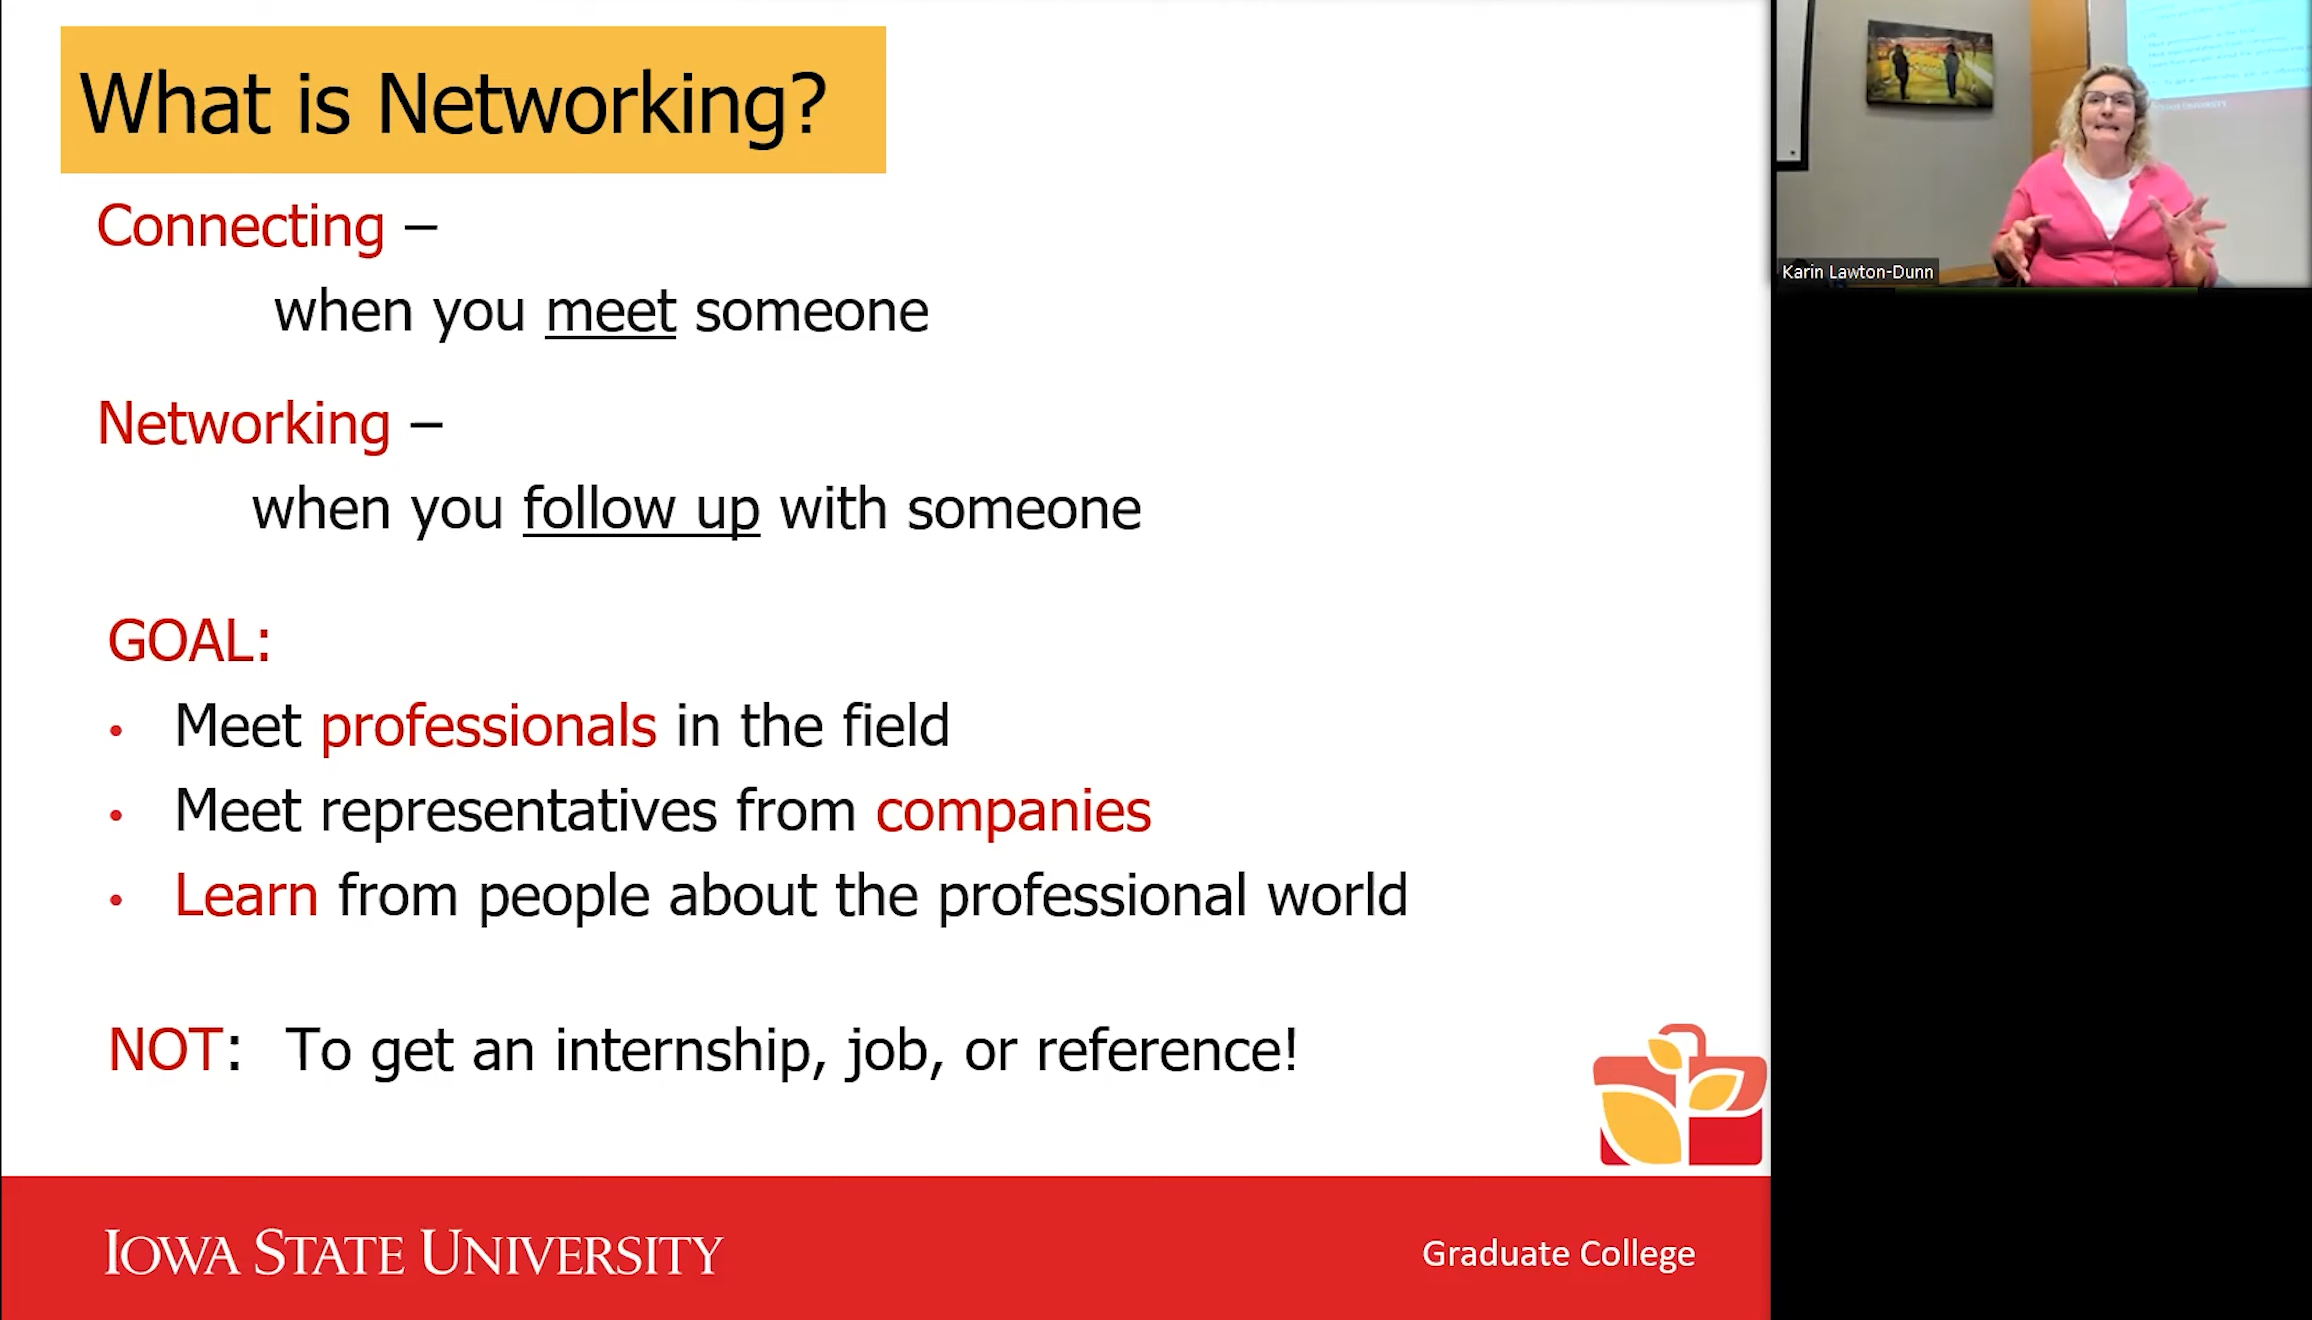 What is Networking?
Connecting –
when you meet someone
Networking –
when you follow up with someone
GOAL:
• Meet professionals in the field
• Meet representatives from companies
• Learn from people about the professional world
NOT: To get an internship, job, or reference!
IOWA STATE UNIVERSITY
Graduate College
Karin Lawton-Dunn